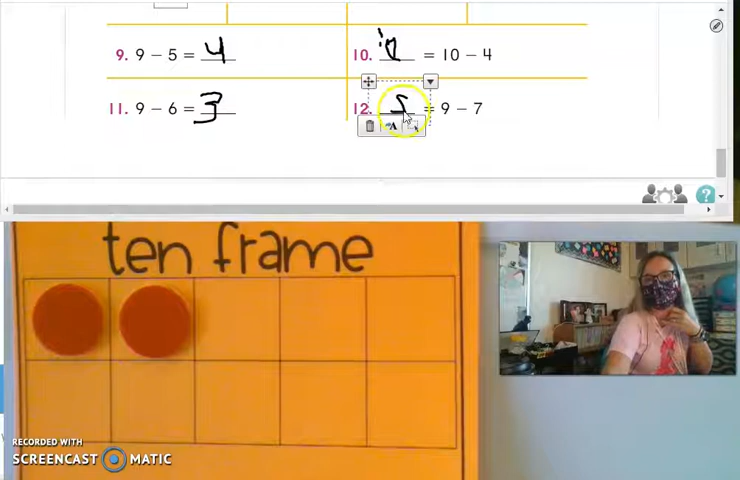 9. 9 − 5 = 4
10. = 10 − 4
11. 9 − 6 = 3
12. 2 = 9 − 7
?
ten frame
RECORDED WITH
SCREENCAST MATIC